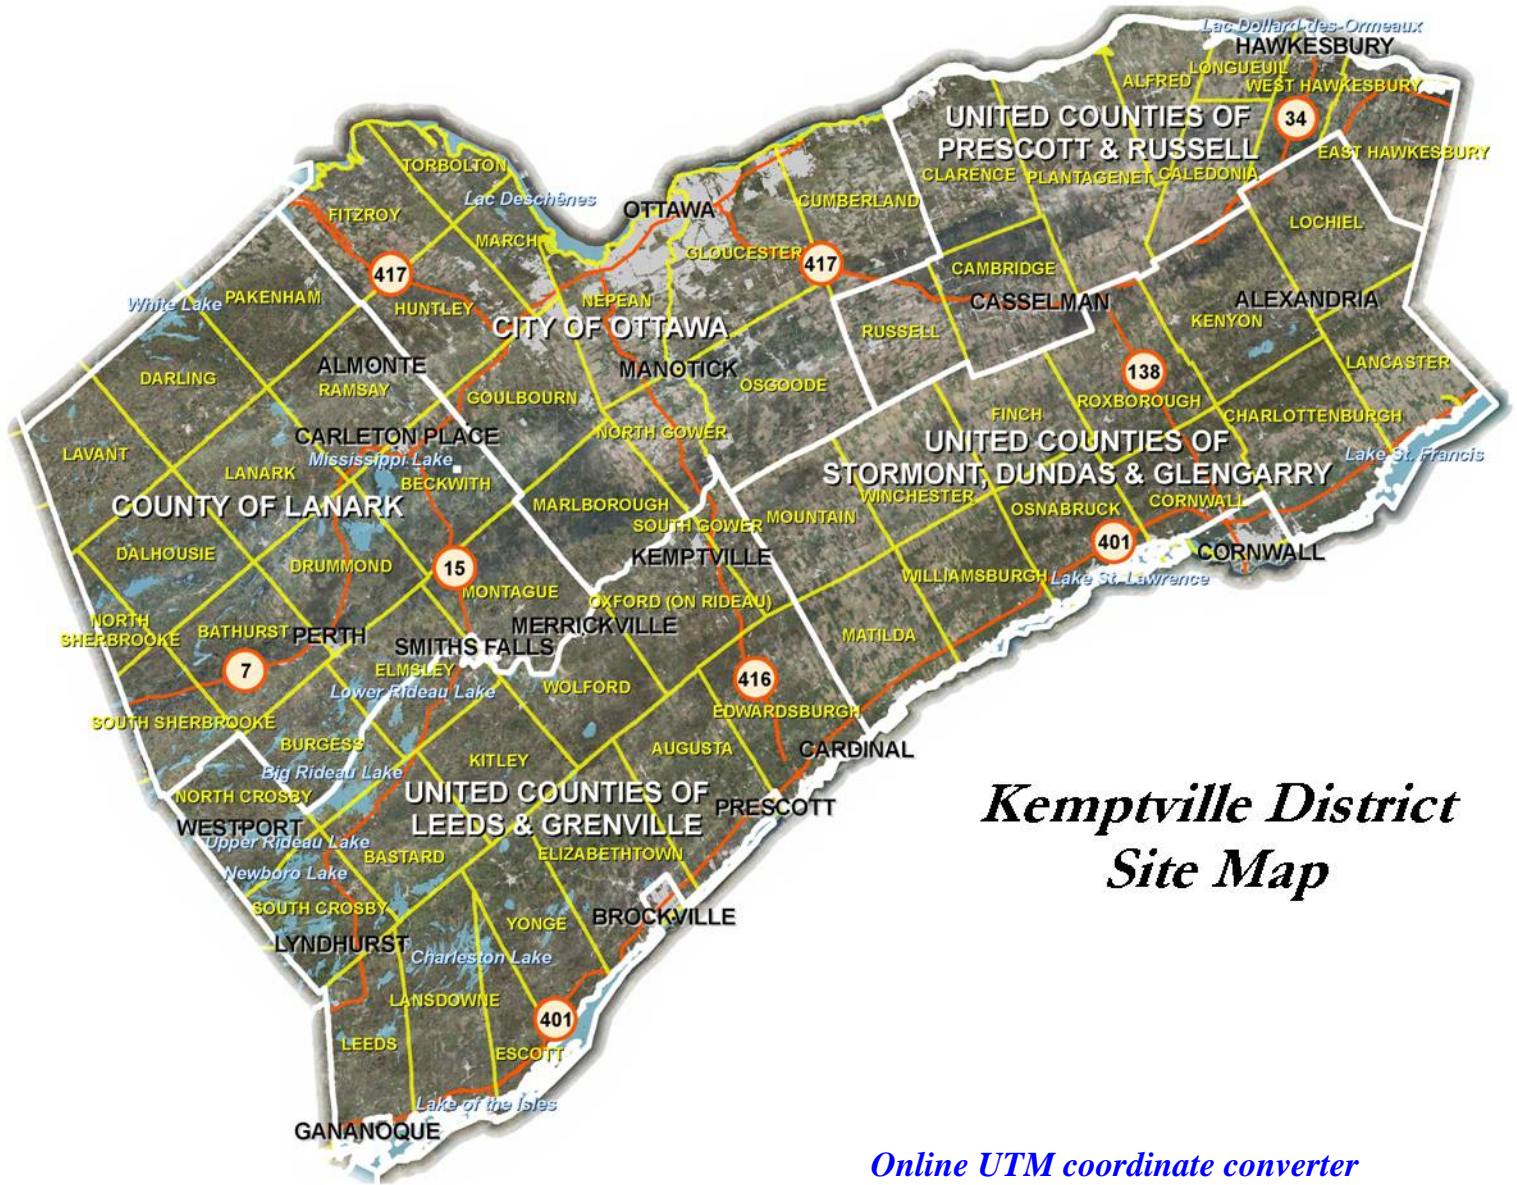 Lac Dollard-des-Ormeaux
HAWKESBURY
LONGUEUIL
ALFRED
WEST HAWKESBURY
UNITED COUNTIES OF
PRESCOTT & RUSSELL
34
EAST HAWKESBURY
CLARENCE
PLANTAGENET
CALEDONIA
TORBOLTON
Lac Deschênes
OTTAWA
CUMBERLAND
FITZROY
MARCH
GLOUCESTER
417
417
LOCHIEL
CAMBRIDGE
CASSELMAN
ALEXANDRIA
White Lake
PAKENHAM
HUNTLEY
NEPEAN
CITY OF OTTAWA
RUSSELL
KENYON
ALMONTE
RAMSAY
MANOTICK
OSGOODE
138
LANCASTER
DARLING
GOULBOURN
ROXBOROUGH
FINCH
CHARLOTTENBURGH
CARLETON PLACE
NORTH GOWER
UNITED COUNTIES OF
STORMONT, DUNDAS & GLENGARRY
Lake St. Francis
LAVANT
Mississippi Lake
LANARK
BECKWITH
COUNTY OF LANARK
MARLBOROUGH
SOUTH GOWER
MOUNTAIN
WINCHESTER
OSNABRUCK
CORNWALL
401
CORNWALL
DALHOUSIE
DRUMMOND
15
KEMPTVILLE
WILLIAMSBURGH
Lake St. Lawrence
MONTAGUE
OXFORD (ON RIDEAU)
NORTH
SHERBROOKE
BATHURST
PERTH
MERRICKVILLE
MATILDA
SMITHS FALLS
7
ELMSLEY
Lower Rideau Lake
WOLFORD
416
EDWARDSBURGH
SOUTH SHERBROOKE
BURGESS
AUGUSTA
CARDINAL
KITLEY
Big Rideau Lake
NORTH CROSBY
UNITED COUNTIES OF
LEEDS & GRENVILLE
PRESCOTT
WESTPORT
Upper Rideau Lake
BASTARD
ELIZABETHTOWN
Newboro Lake
SOUTH CROSBY
YONGE
BROCKVILLE
LYNDHURST
Charleston Lake
LANSDOWNE
401
LEEDS
ESCOTT
Lake of the Isles
GANANOQUE
Kemptville District
Site Map
Online UTM coordinate converter